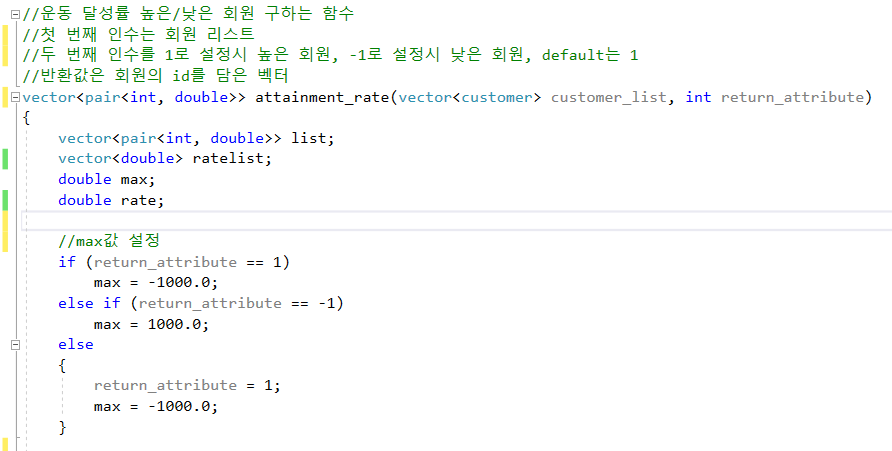 //운동 달성률 높은/낮은 회원 구하는 함수
//첫 번째 인수는 회원 리스트
//두 번째 인수를 1로 설정시 높은 회원, -1로 설정시 낮은 회원, default는 1
//반환값은 회원의 id를 담은 벡터
vector<pair<int, double>> attainment_rate(vector<customer> customer_list, int return_attribute)
{
    vector<pair<int, double>> list;
    vector<double> ratelist;
    double max;
    double rate;
    //max값 설정
    if (return_attribute == 1)
        max = -1000.0;
    else if (return_attribute == -1)
        max = 1000.0;
    else
    {
        return_attribute = 1;
        max = -1000.0;
    }